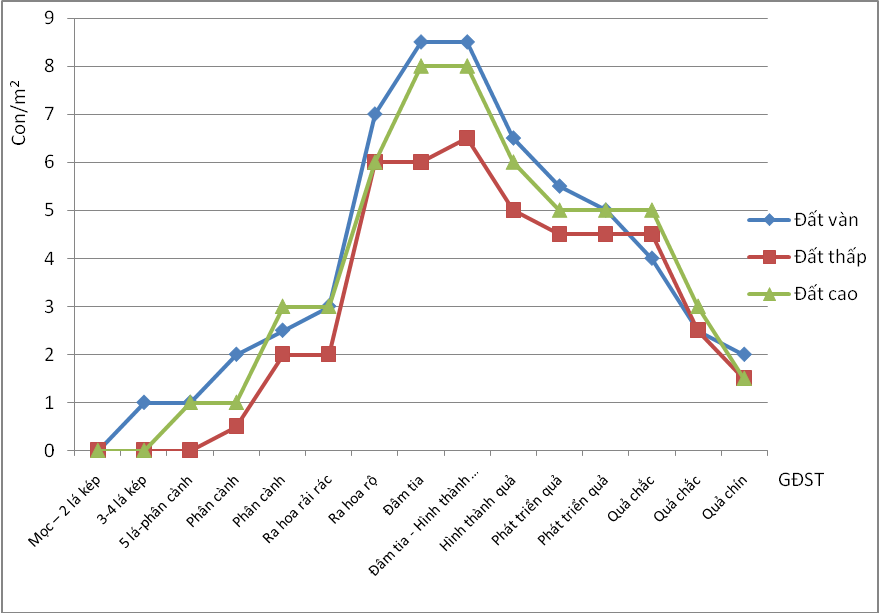 9
8
7
6
5
4
3
2
1
0
Con/m²
Mọc – 2 lá kép
3-4 lá kép
5 lá-phân cành
Phân cành
Phân cành
Ra hoa rải rác
Ra hoa rộ
Đâm tia
Đâm tia - Hình thành...
Hình thành quả
Phát triển quả
Phát triển quả
Quả chắc
Quả chắc
Quả chín
GĐST
Đất vàn
Đất thấp
Đất cao